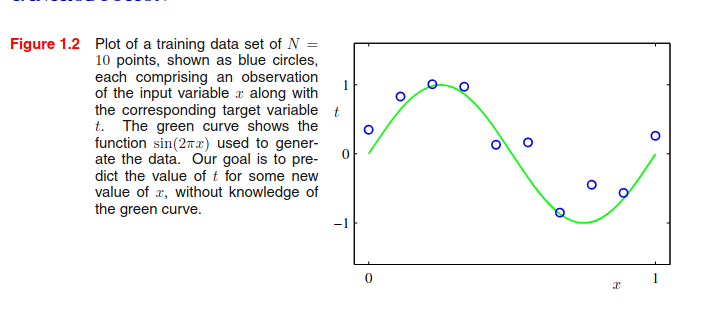 Figure 1.2 Plot of a training data set of N =
10 points, shown as blue circles,
each comprising an observation
of the input variable x along with
the corresponding target variable
t. The green curve shows the
function sin(2πx) used to gener-
ate the data. Our goal is to pre-
dict the value of t for some new
value of x, without knowledge of
the green curve.
t
1
0
−1
0
x
1